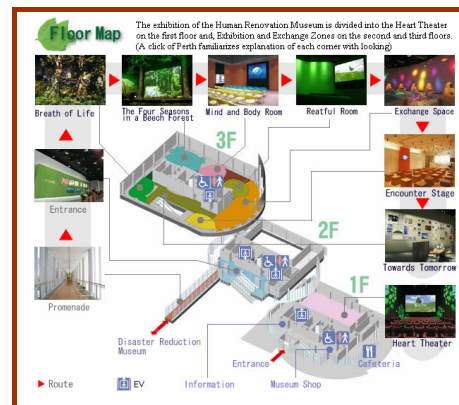 Floor Map
The exhibition of the Human Renovation Museum is divided into the Heart Theater
on the first floor and, Exhibition and Exchange Zones on the second and third floors.
(A click of Perth familiarizes explanation of each corner with looking)
Breath of Life
The Four Seasons
in a Beech Forest
Mind and Body Room
Reatful Room
Exchange Space
3F
Entrance
Encounter Stage
2F
Towards Tomorrow
Promenade
1F
Disaster Reduction
Museum
Heart Theater
Entrance
Cafeteria
Route
EV
Information
Museum Shop